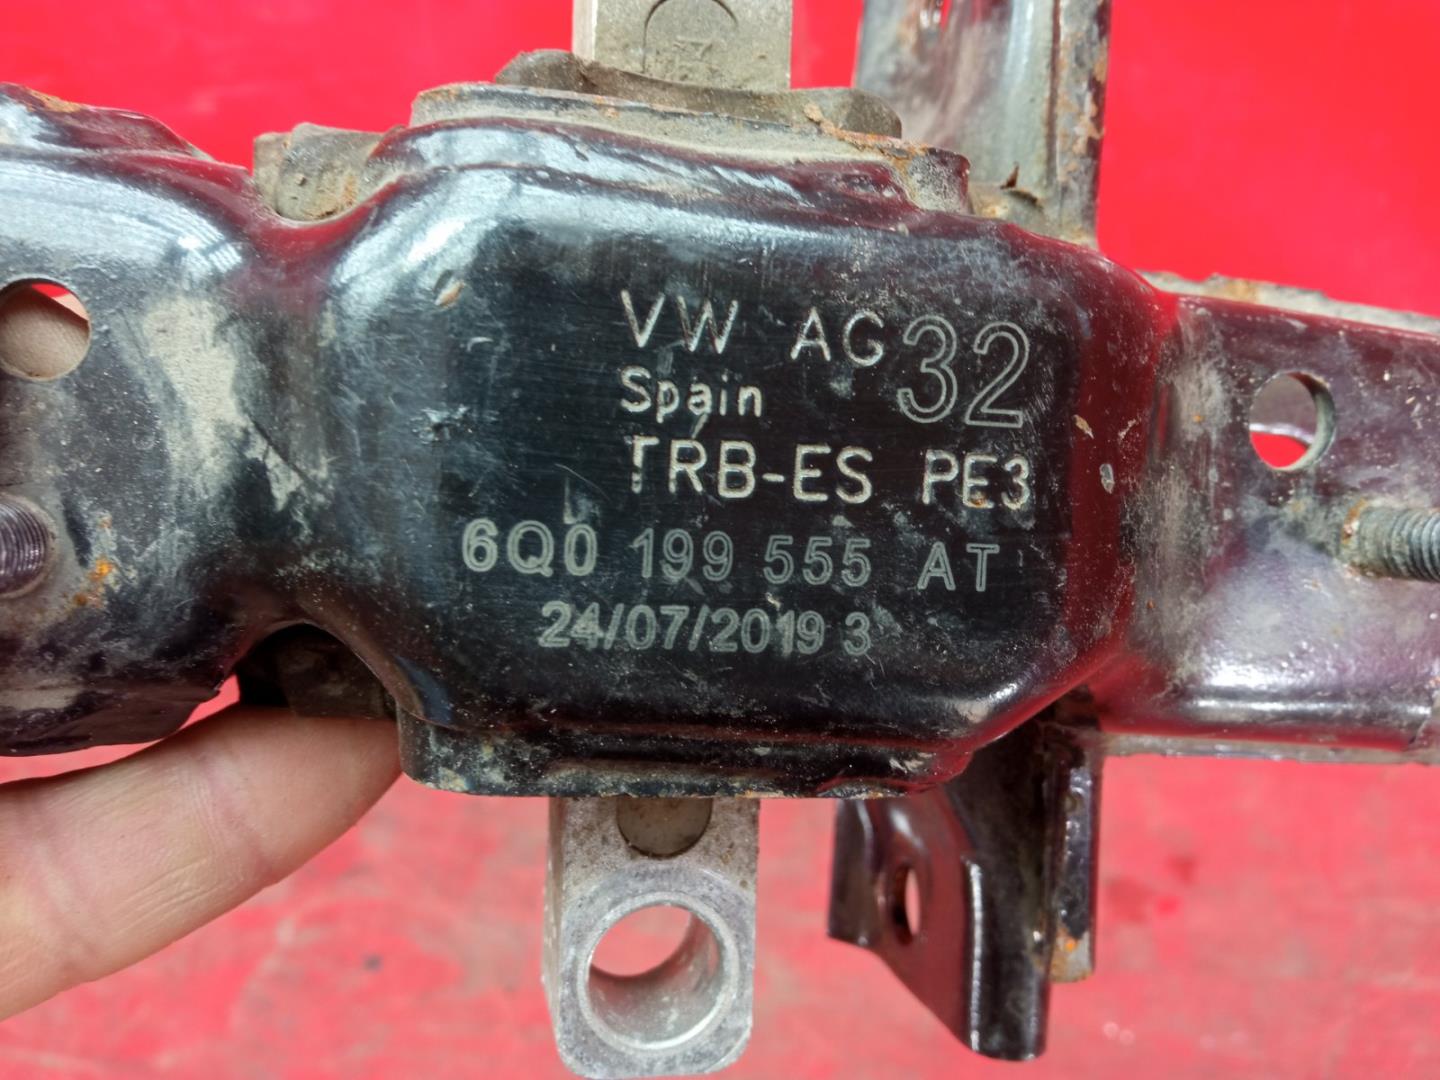 VW AG 32
Spain
TRB-ES PE3
6Q0 199 555 AT
24/07/2019 3